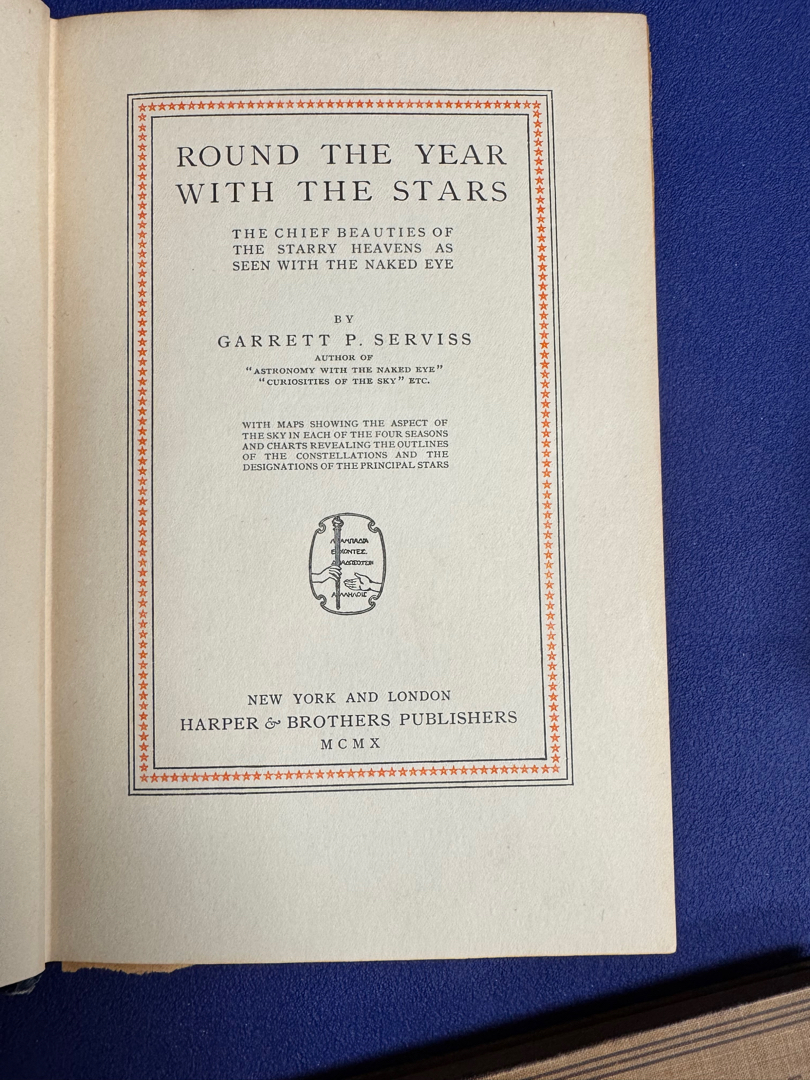 ROUND THE YEAR
WITH THE STARS
THE CHIEF BEAUTIES OF
THE STARRY HEAVENS AS
SEEN WITH THE NAKED EYE
BY
GARRETT P. SERVISS
AUTHOR OF
"ASTRONOMY WITH THE NAKED EYE"
"CURIOSITIES OF THE SKY" ETC.
WITH MAPS SHOWING THE ASPECT OF
THE SKY IN EACH OF THE FOUR SEASONS
AND CHARTS REVEALING THE OUTLINES
OF THE CONSTELLATIONS AND THE
DESIGNATIONS OF THE PRINCIPAL STARS
NEW YORK AND LONDON
HARPER & BROTHERS PUBLISHERS
MCMX